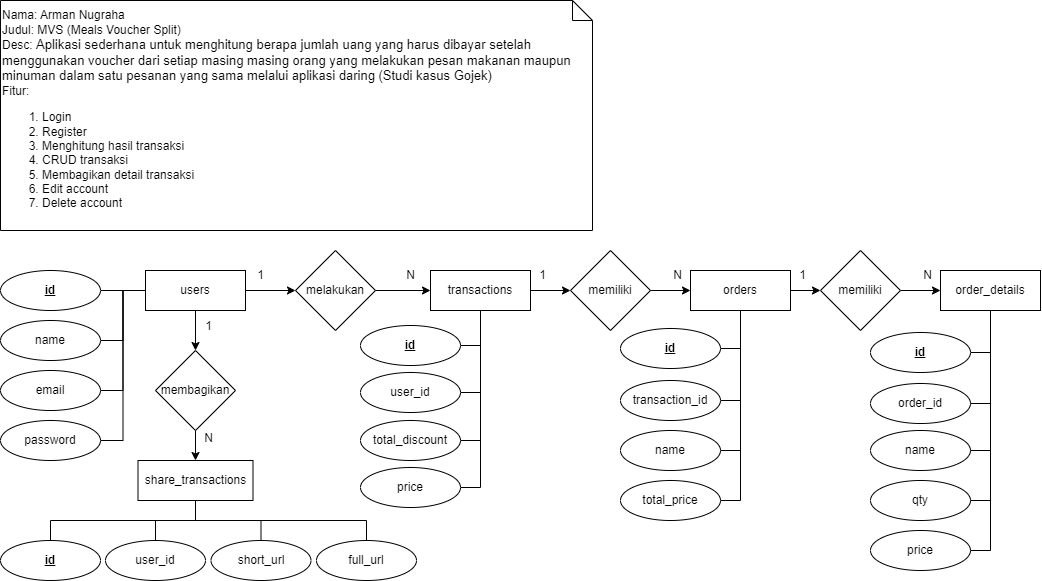 Nama: Arman Nugraha
Judul: MVS (Meals Voucher Split)
Desc: Aplikasi sederhana untuk menghitung berapa jumlah uang yang harus dibayar setelah
menggunakan voucher dari setiap masing masing orang yang melakukan pesan makanan maupun
minuman dalam satu pesanan yang sama melalui aplikasi daring (Studi kasus Gojek)
Fitur:
1. Login
2. Register
3. Menghitung hasil transaksi
4. CRUD transaksi
5. Membagikan detail transaksi
6. Edit account
7. Delete account
id
users
1
melakukan
N
transactions
1
memiliki
N
orders
1
memiliki
N
order_details
name
email
password
1
membagikan
N
share_transactions
id
user_id
short_url
full_url
id
user_id
total_discount
price
id
transaction_id
name
total_price
id
order_id
name
qty
price